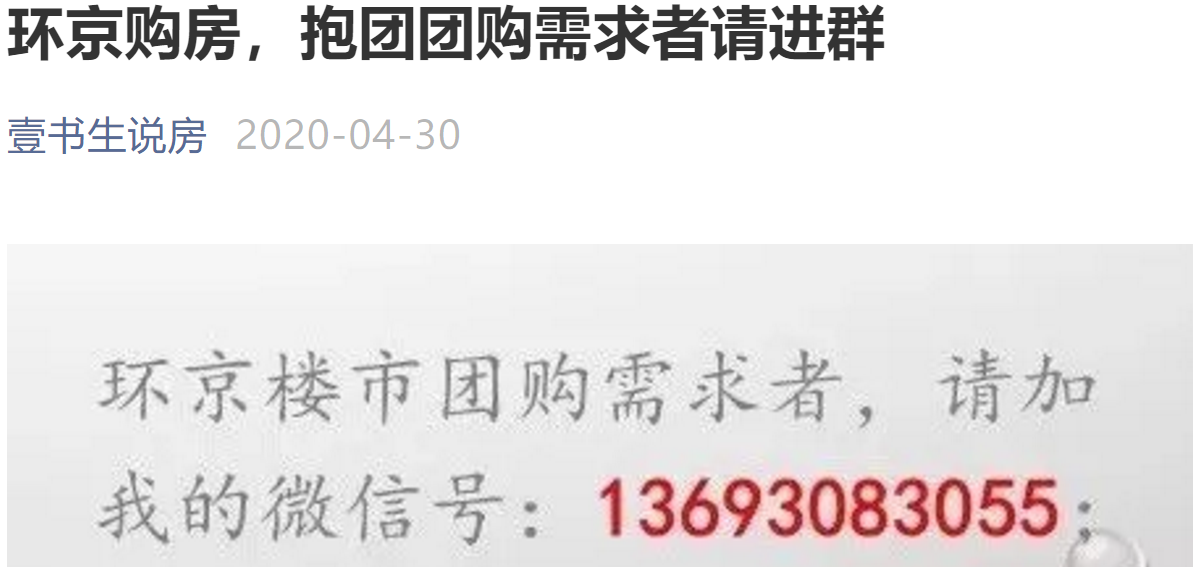 环京购房，抱团团购需求者请进群
壹书生说房 2020-04-30
环京楼市团购需求者，请加
我的微信号：13693083055；